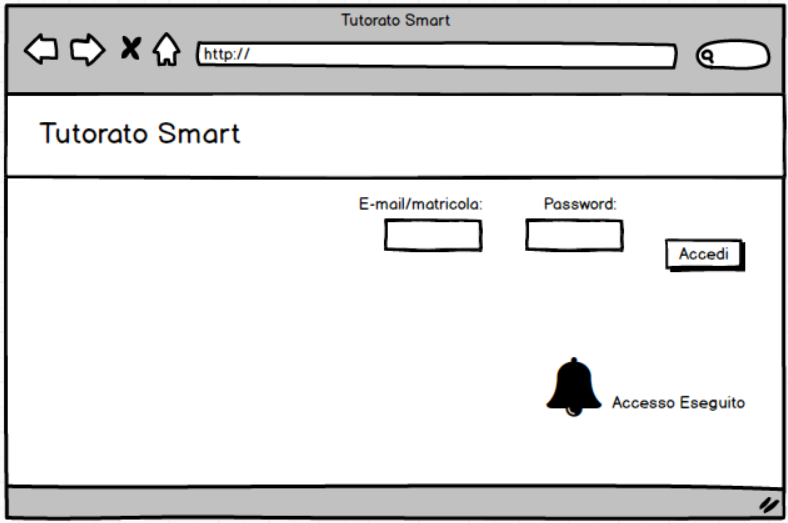 Tutorato Smart
http://
Tutorato Smart
E-mail/matricola: Password:
Accedi
Accesso Eseguito